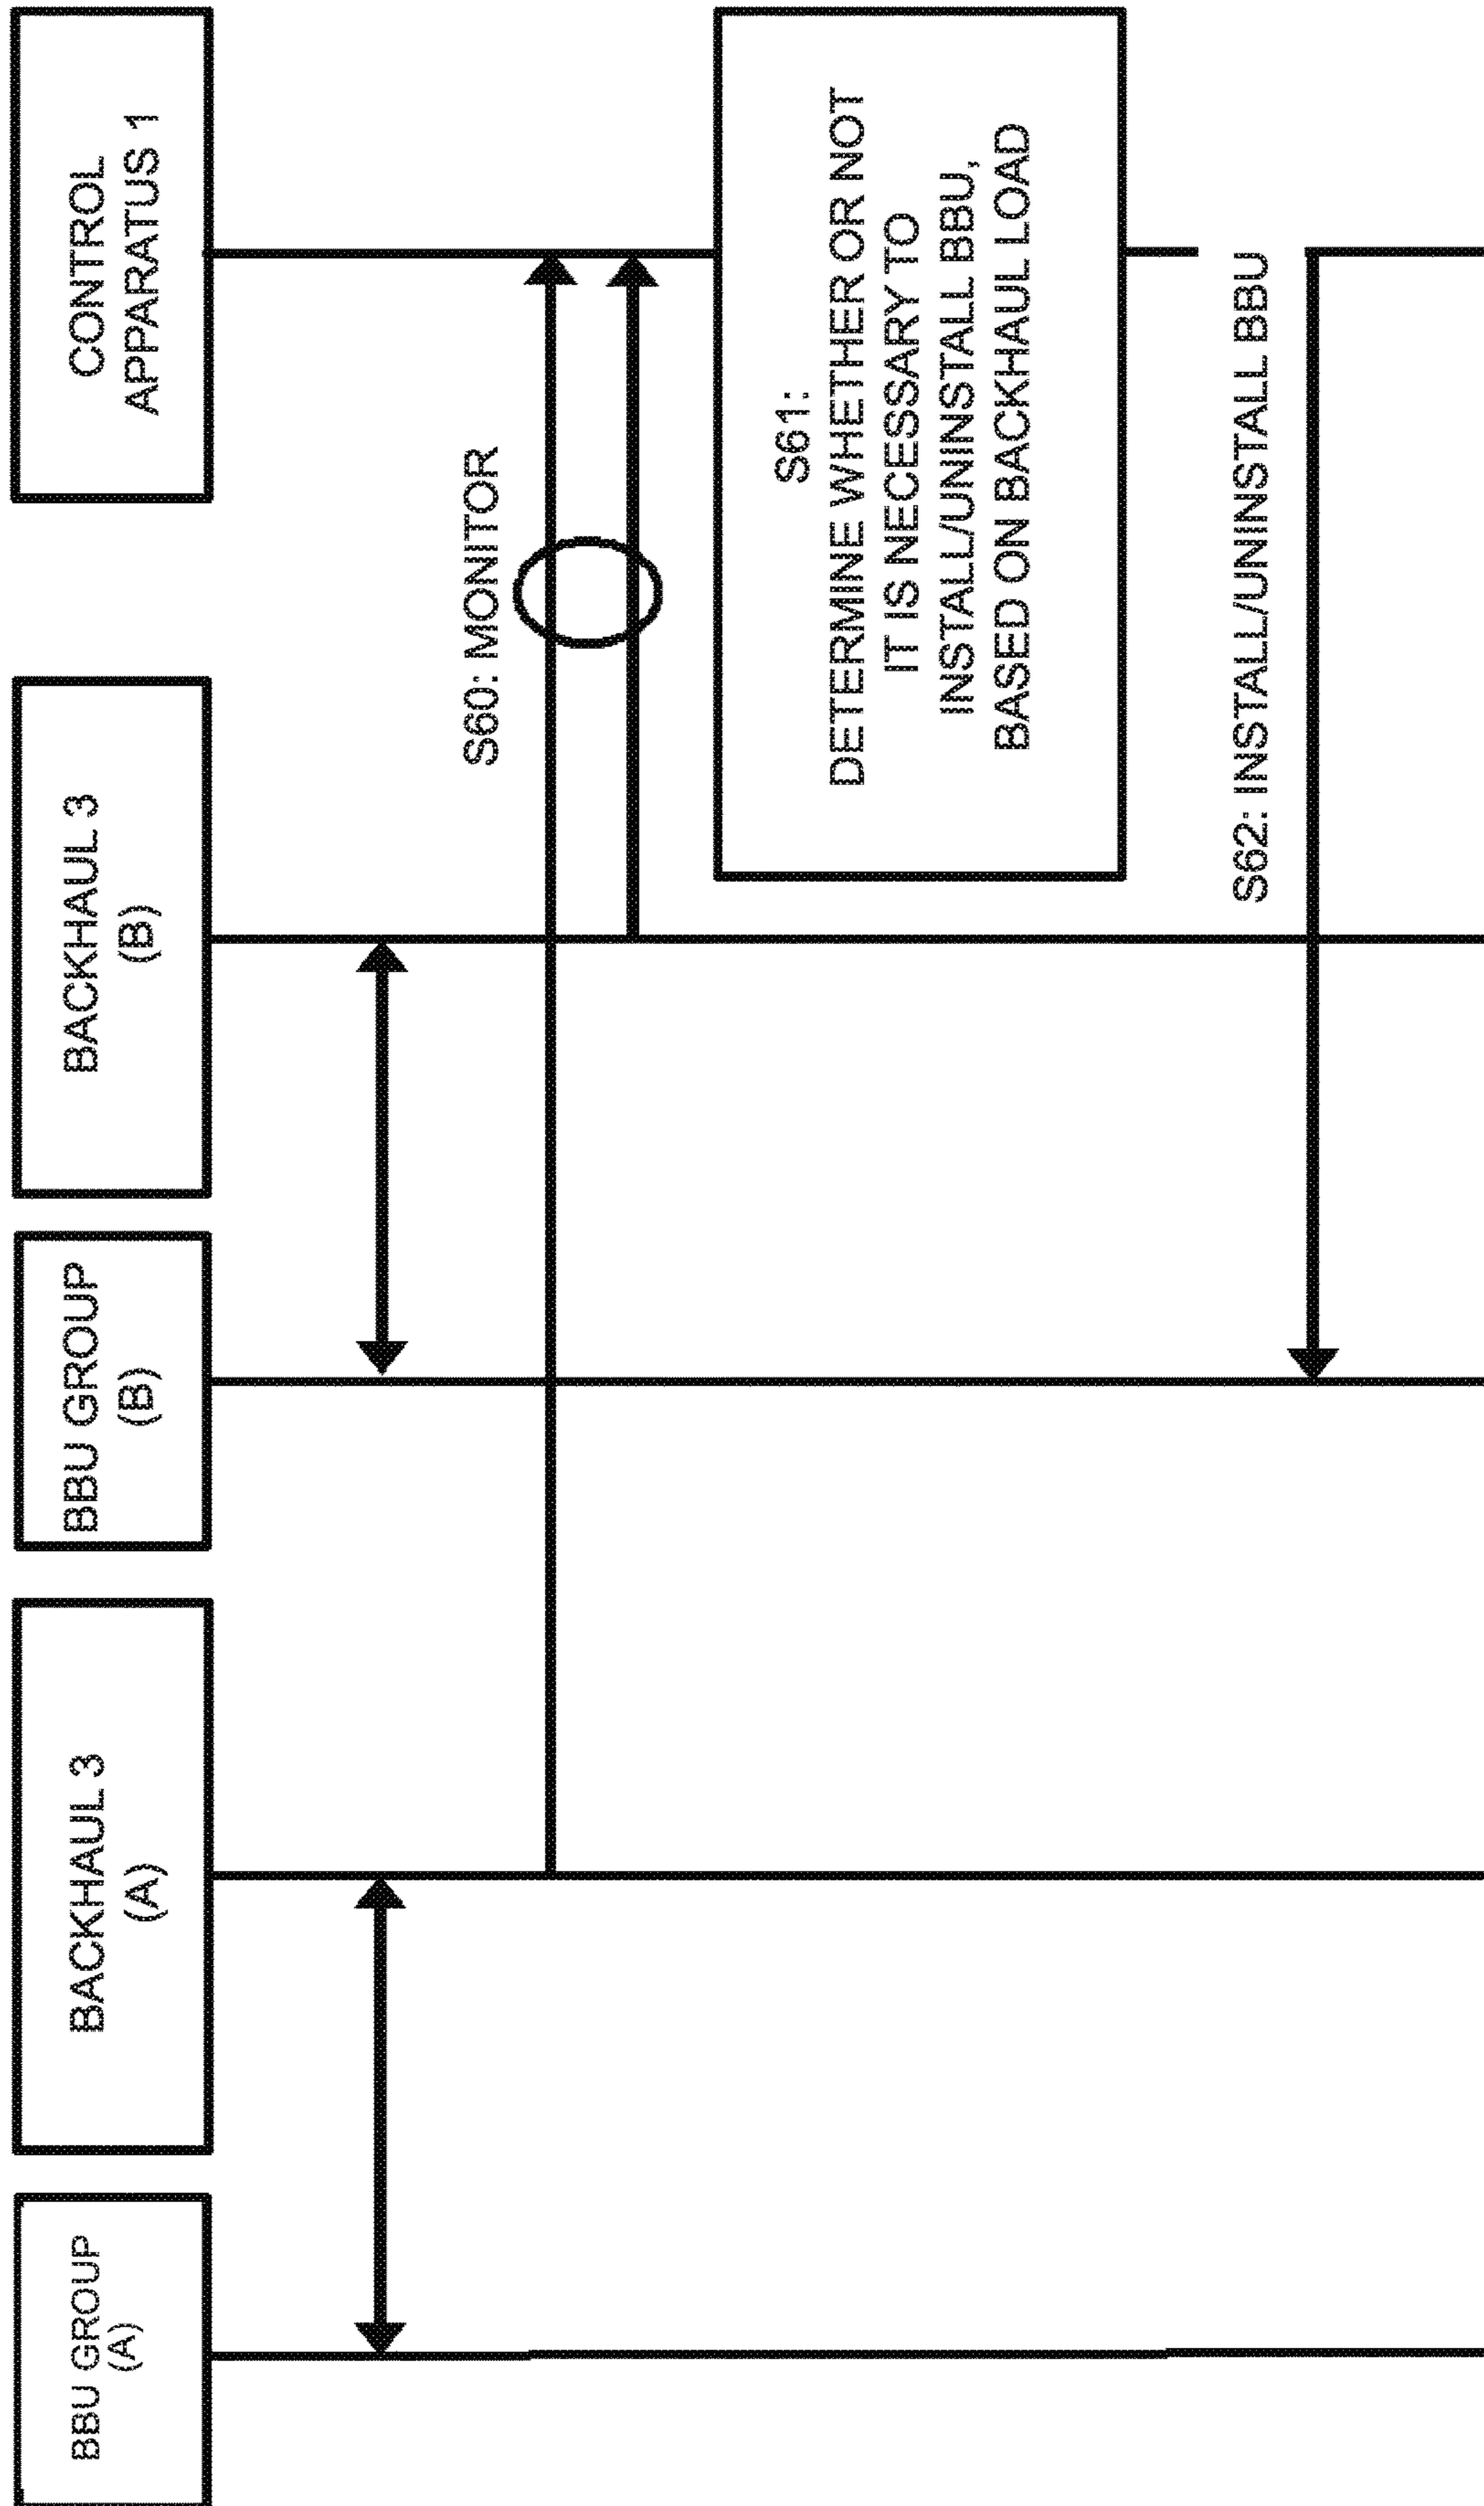 BBU GROUP
(A)
BACKHAUL 3
(A)
BBU GROUP
(B)
BACKHAUL 3
(B)
CONTROL
APPARATUS 1
S60: MONITOR
S61:
DETERMINE WHETHER OR NOT
IT IS NECESSARY TO
INSTALL/UNINSTALL BBU,
BASED ON BACKHAUL LOAD
S62: INSTALL/UNINSTALL BBU